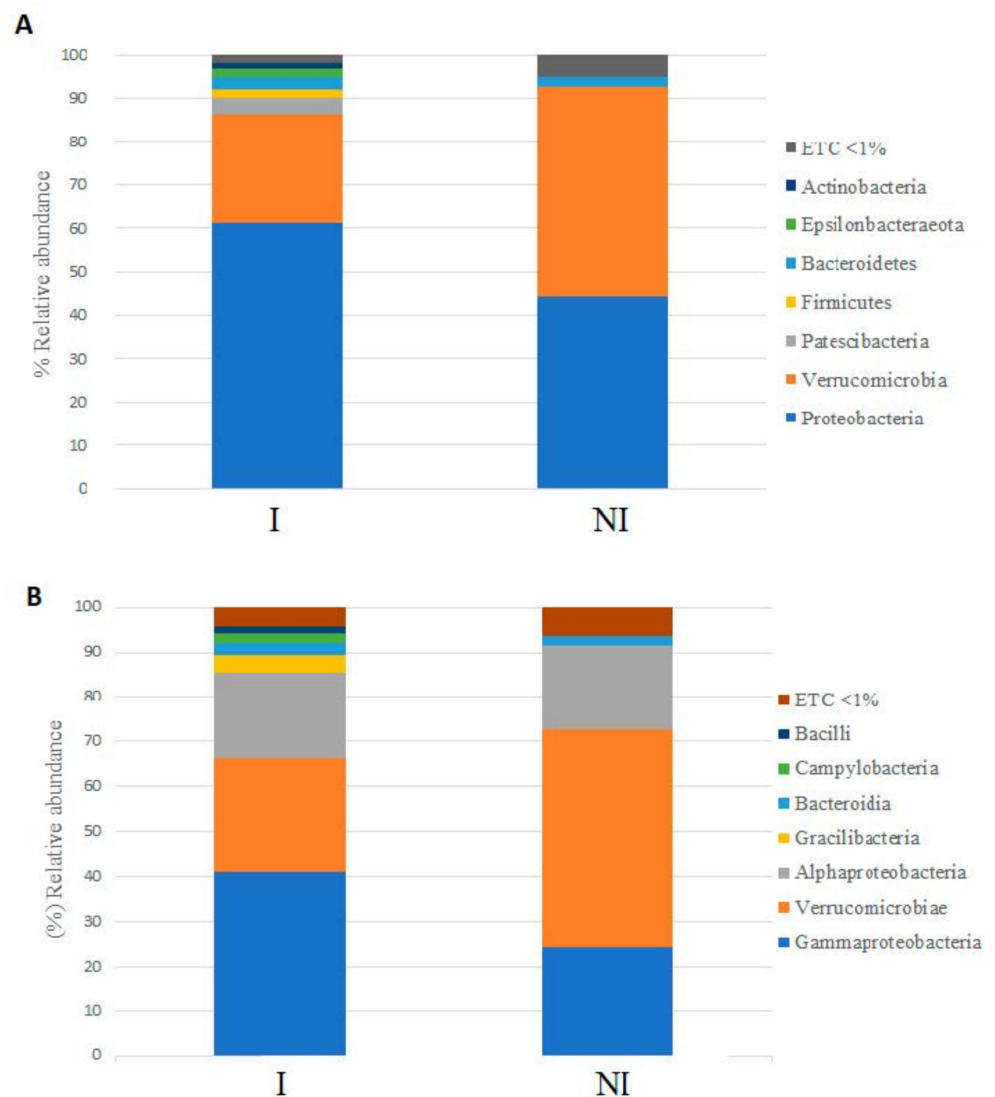 A
100
90
80
70
60
50
40
30
20
10
0
% Relative abundance
I
NI
ETC <1%
Actinobacteria
Epsilonbacteraeota
Bacteroidetes
Firmicutes
Patescibacteria
Verrucomicrobia
Proteobacteria
B
100
90
80
70
60
50
40
30
20
10
0
(%) Relative abundance
I
NI
ETC <1%
Bacilli
Campylobacteria
Bacteroidia
Gracilibacteria
Alphaproteobacteria
Verrucomicrobiae
Gammaproteobacteria